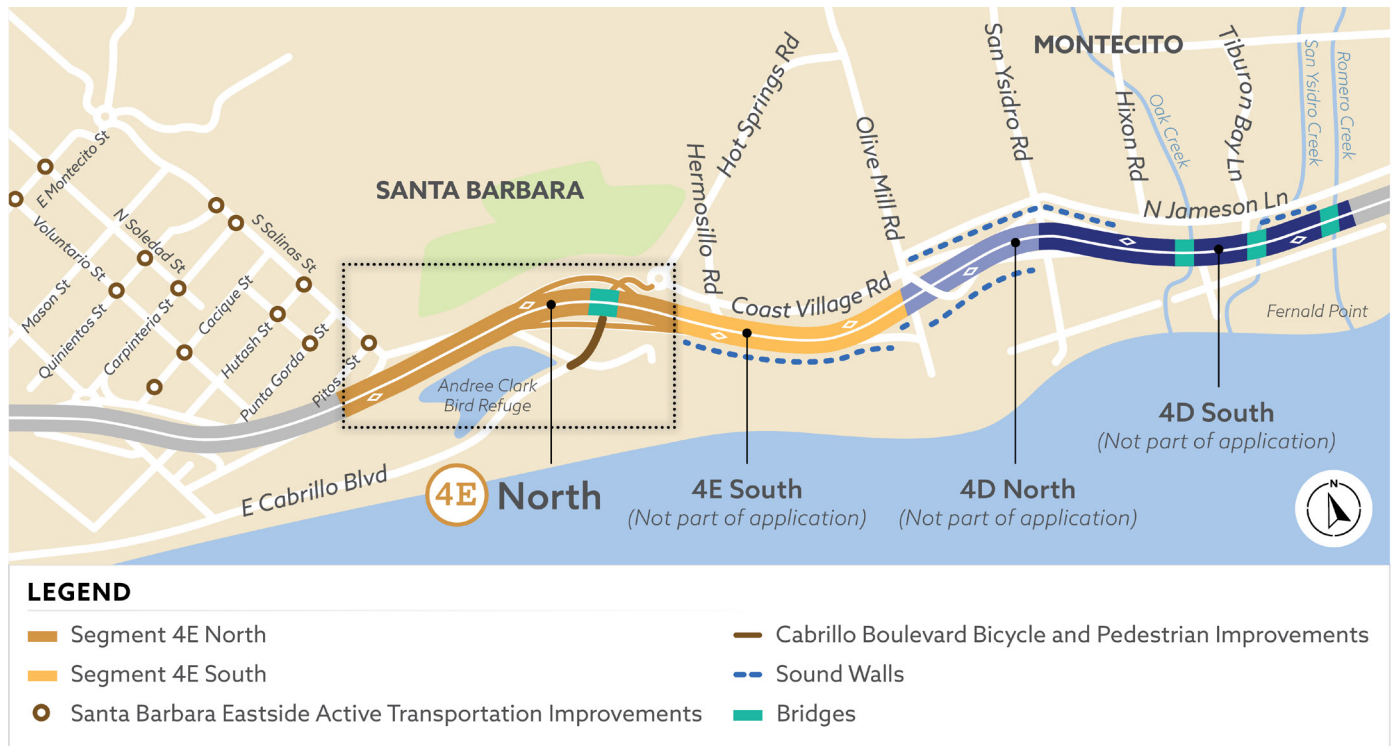 MONTECITO
SANTA BARBARA
E Montecito St
Voluntario St
N Soledad St
S Salinas St
Mason St
Quinientos St
Carpinteria St
Cacique St
Hutash St
Punta Gorda St
Pitos St
Hot Springs Rd
Hermosillo Rd
Olive Mill Rd
San Ysidro Rd
Hixon Rd
Oak Creek
Tiburon Bay Ln
San Ysidro Creek
Romero Creek
N Jameson Ln
Coast Village Rd
Fernald Point
Andree Clark
Bird Refuge
E Cabrillo Blvd
4E North
4E South
(Not part of application)
4D North
(Not part of application)
4D South
(Not part of application)
N
LEGEND
Segment 4E North
Segment 4E South
Santa Barbara Eastside Active Transportation Improvements
Cabrillo Boulevard Bicycle and Pedestrian Improvements
Sound Walls
Bridges